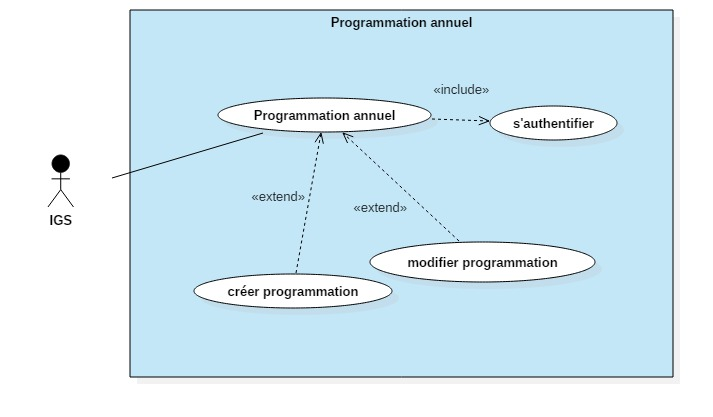 Programmation annuel
«include»
Programmation annuel
s'authentifier
«extend»
«extend»
IGS
modifier programmation
créer programmation